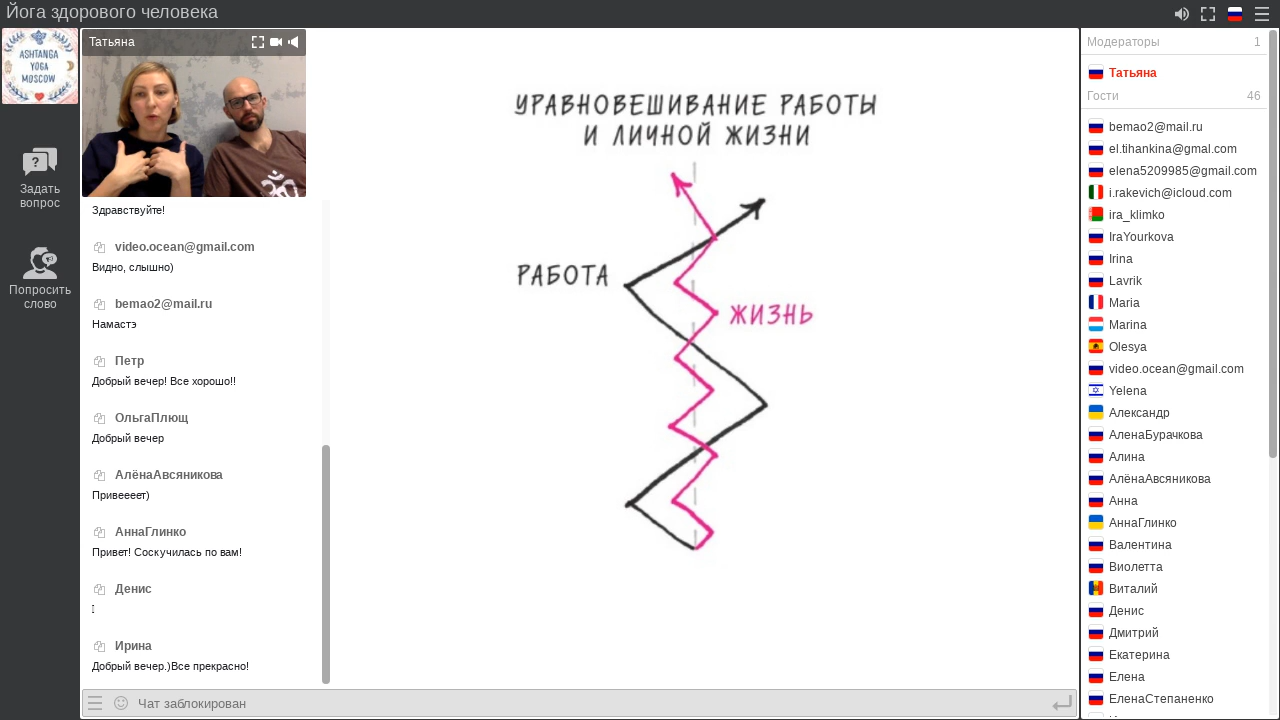 Йога здорового человека
ASHTANGA
YOGA
MOSCOW
Задать
вопрос
Попросить
слово
Татьяна
Здравствуйте!
video.ocean@gmail.com
Видно, слышно)
bemao2@mail.ru
Намастэ
Петр
Добрый вечер! Все хорошо!!
ОльгаПлющ
Добрый вечер
АлёнаАвсяникова
Привеееет)
АннаГлинко
Привет! Соскучилась по вам!
Денис
Ирина
Добрый вечер.)Все прекрасно!
Чат заблокирован
УРАВНОВЕШИВАНИЕ РАБОТЫ
И ЛИЧНОЙ ЖИЗНИ
РАБОТА
ЖИЗНЬ
Модераторы 1
Татьяна
Гости 46
bemao2@mail.ru
el.tihankina@gmal.com
elena5209985@gmail.com
i.rakevich@icloud.com
ira_klimko
IraYourkova
Irina
Lavrik
Maria
Marina
Olesya
video.ocean@gmail.com
Yelena
Александр
АленаБурачкова
Алина
АлёнаАвсяникова
Анна
АннаГлинко
Валентина
Виолетта
Виталий
Денис
Дмитрий
Екатерина
Елена
ЕленаСтепаненко